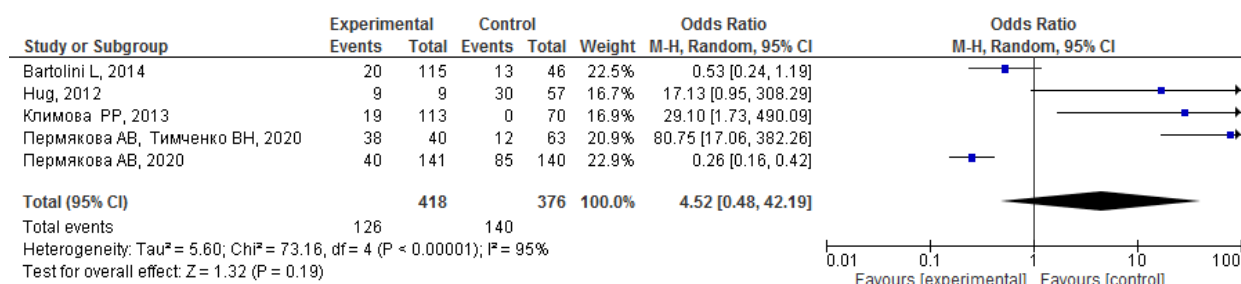 Experimental Control Odds Ratio Odds Ratio
Study or Subgroup Events Total Events Total Weight M-H, Random, 95% CI M-H, Random, 95% CI
Bartolini L, 2014 20 115 13 46 22.5% 0.53 [0.24, 1.19]
Hug, 2012 9 9 30 57 16.7% 17.13 [0.95, 308.29]
Климова РР, 2013 19 113 0 70 16.9% 29.10 [1.73, 490.09]
Пермякова АВ, Тимченко ВН, 2020 38 40 12 63 20.9% 80.75 [17.06, 382.26]
Пермякова АВ, 2020 40 141 85 140 22.9% 0.26 [0.16, 0.42]
Total (95% CI) 418 376 100.0% 4.52 [0.48, 42.19]
Total events 126 140
Heterogeneity: Tau² = 5.60; Chi² = 73.16, df = 4 (P < 0.00001); I² = 95%
Test for overall effect: Z = 1.32 (P = 0.19)
0.01 0.1 1 10 100
Favours [experimental] Favours [control]